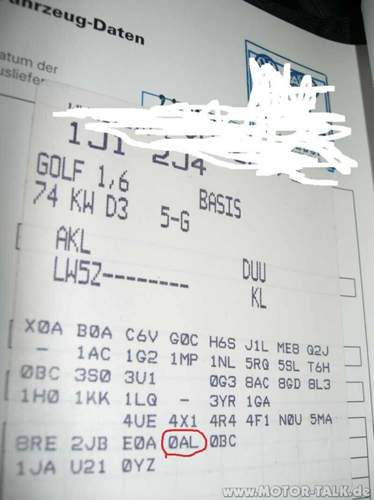 ahrzeug-Daten
atum der
usliefer
1J1 2J4
GOLF 1,6 BASIS
74 KW D3 5-G
AKL DUU
LW5Z-------- KL
X0A B0A C6V G0C H6S J1L ME8 Q2J
- 1AC 1G2 1MP 1NL 5RQ 5SL T6H
0BC 3S0 3V1 0G3 8AC 8GD 8L3
1H0 1KK 1LQ - 3YR 1GA
4UE 4X1 4R4 4F1 N0U 5MA
8RE 2JB E0A 0AL 0BC
1JA U21 0YZ
www.MOTOR-TALK.de